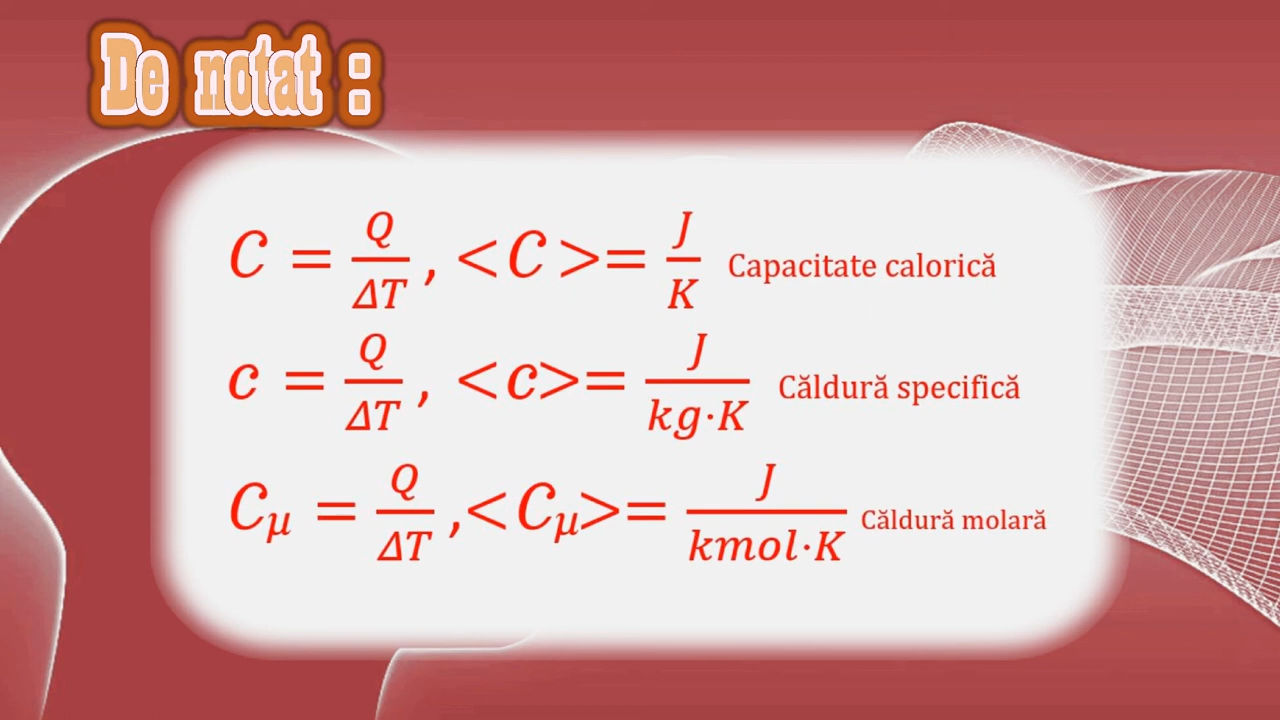 De notat :
C = Q/ΔT , <C>= J/K Capacitate calorică
c = Q/ΔT , <c>= J/kg·K Căldură specifică
Cμ = Q/ΔT ,<Cμ>= J/kmol·K Căldură molară